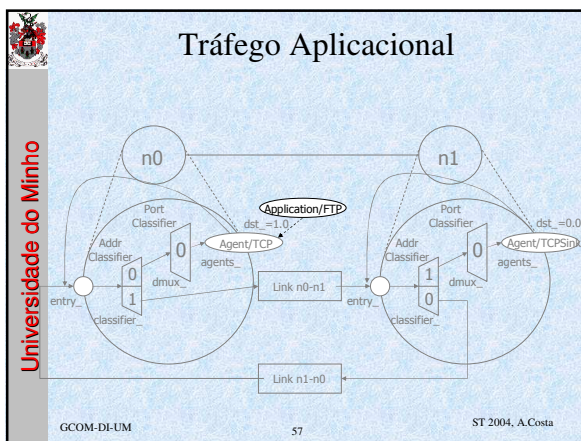 Tráfego Aplicacional
Universidade do Minho
n0
n1
Application/FTP
Port
Classifier
dst_=1.0
Addr
Classifier
0
Agent/TCP
agents_
0
1
dmux_
entry_
classifier_
Link n0-n1
Port
Classifier
dst_=0.0
Addr
Classifier
0
Agent/TCPSink
agents_
1
0
dmux_
entry_
classifier_
Link n1-n0
GCOM-DI-UM
57
ST 2004, A.Costa